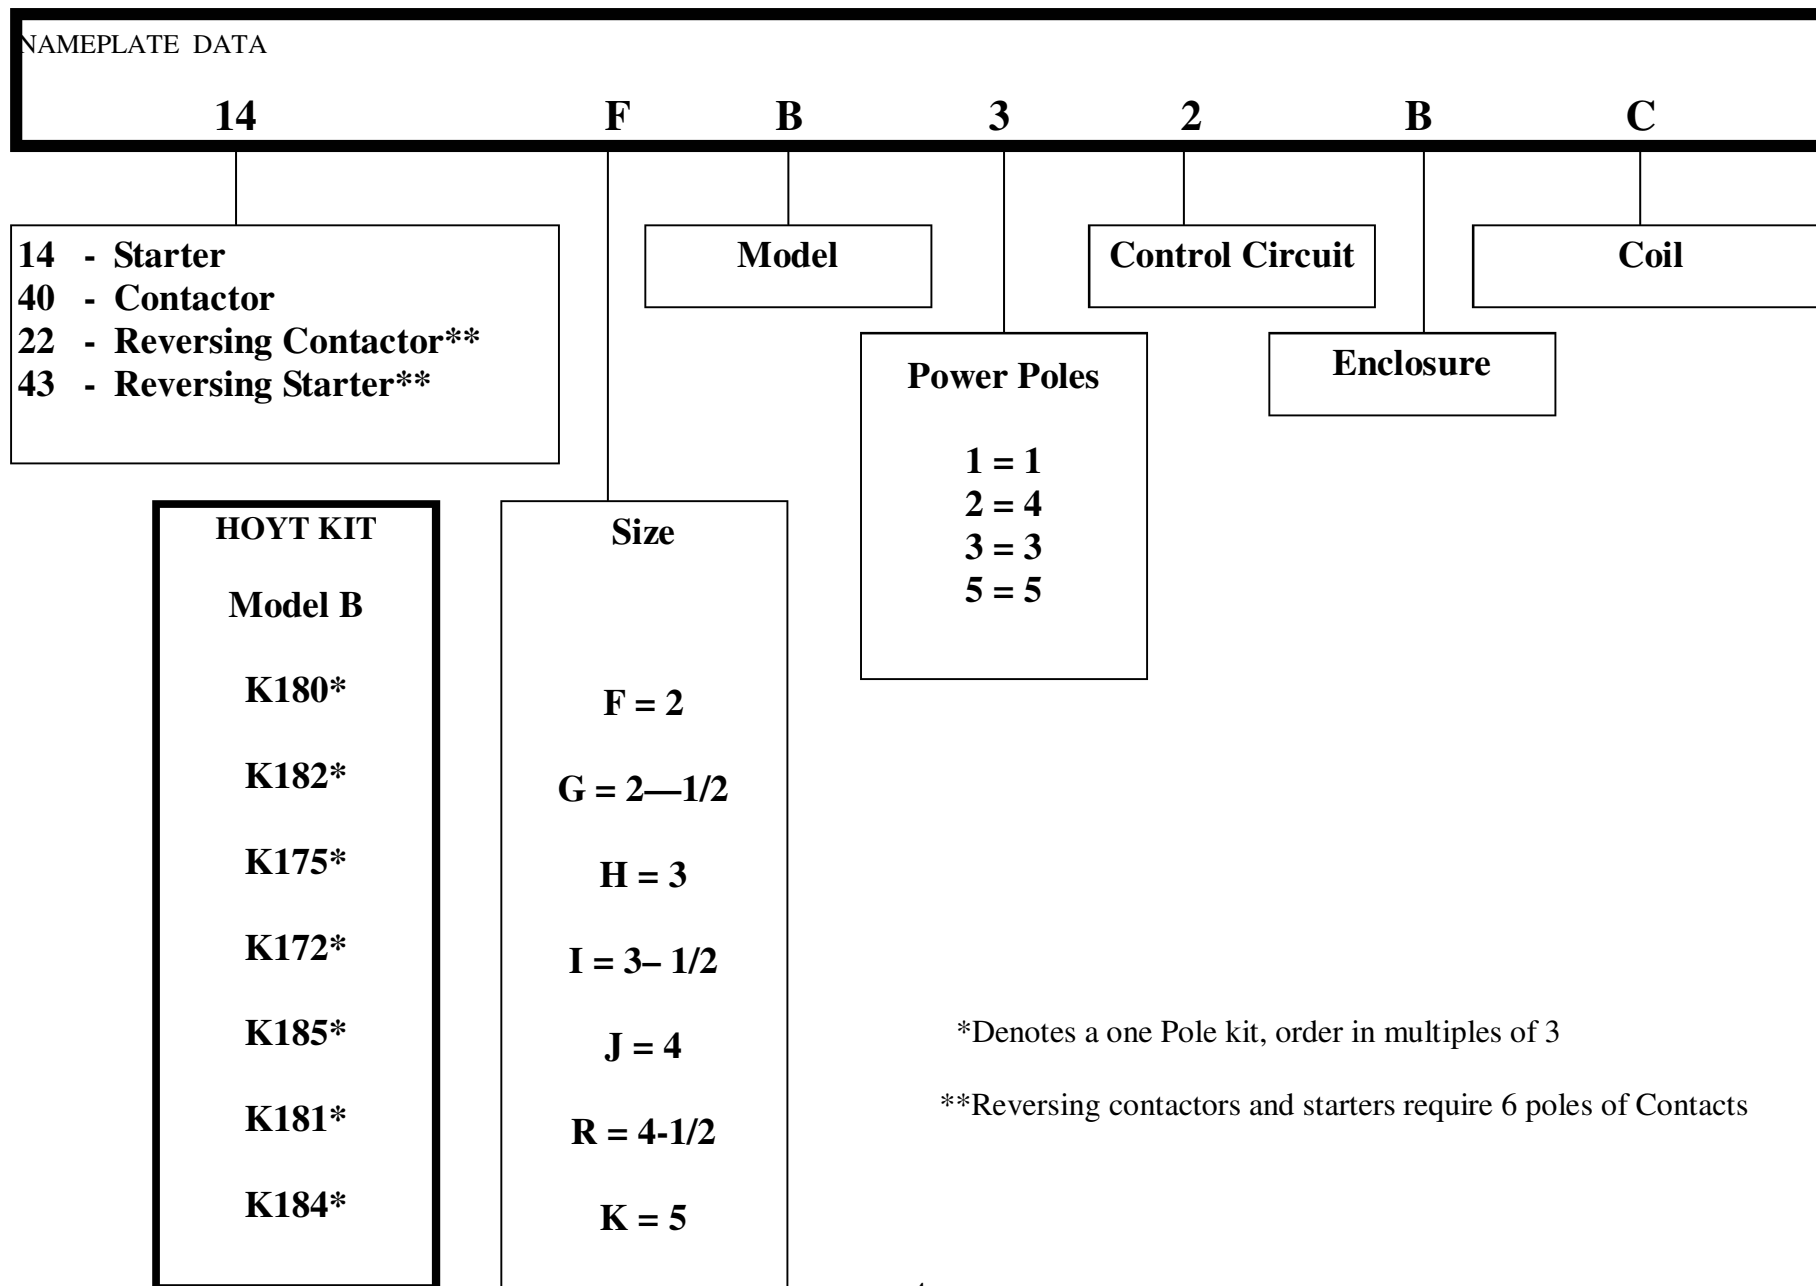 NAMEPLATE DATA
14 F B 3 2 B C
14 - Starter
40 - Contactor
22 - Reversing Contactor**
43 - Reversing Starter**
Model
Control Circuit
Coil
Power Poles
1 = 1
2 = 4
3 = 3
5 = 5
Enclosure
HOYT KIT
Model B
K180*
K182*
K175*
K172*
K185*
K181*
K184*
Size
F = 2
G = 2—1/2
H = 3
I = 3– 1/2
J = 4
R = 4-1/2
K = 5
*Denotes a one Pole kit, order in multiples of 3
**Reversing contactors and starters require 6 poles of Contacts